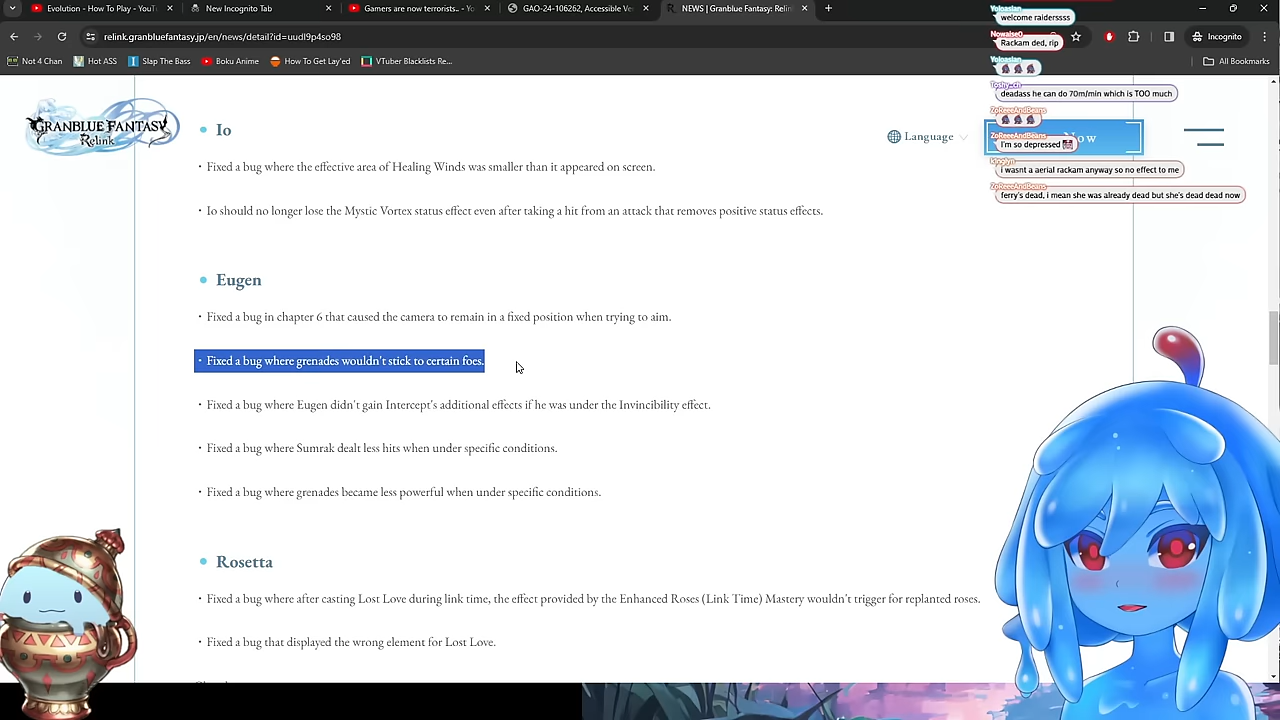 Evolution - How To Play - YouT
New Incognito Tab
Gamers are now terrorists..
GAO-24-106262, Accessible Ve
NEWS | Granblue Fantasy: Relin
relink.granbluefantasy.jp/en/news/detail?id=uu9l9p4s98
Incognito
Not 4 Chan
Fat ASS
Slap The Bass
Boku Anime
VTuber Blacklists Re...
All Bookmarks
GRANBLUE FANTASY
Relink
Language
Now
Io
・Fixed a bug where the effective area of Healing Winds was smaller than it appeared on screen.
・Io should no longer lose the Mystic Vortex status effect even after taking a hit from an attack that removes positive status effects.
Eugen
・Fixed a bug in chapter 6 that caused the camera to remain in a fixed position when trying to aim.
・Fixed a bug where grenades wouldn't stick to certain foes.
・Fixed a bug where Eugen didn't gain Intercept's additional effects if he was under the Invincibility effect.
・Fixed a bug where Sumrak dealt less hits when under specific conditions.
・Fixed a bug where grenades became less powerful when under specific conditions.
Rosetta
・Fixed a bug where after casting Lost Love during link time, the effect provided by the Enhanced Roses (Link Time) Mastery wouldn't trigger for replanted roses.
・Fixed a bug that displayed the wrong element for Lost Love.
Yoloasian
welcome raiderssss
Nowaise0
Rackam ded, rip
Yoloasian
Toshy_ch
deadass he can do 70m/min which is TOO much
ZoReeeAndBeans
ZoReeeAndBeans
I'm so depressed
i wasnt a aerial rackam anyway so no effect to me
ZoReeeAndBeans
ferry's dead, i mean she was already dead but she's dead dead now